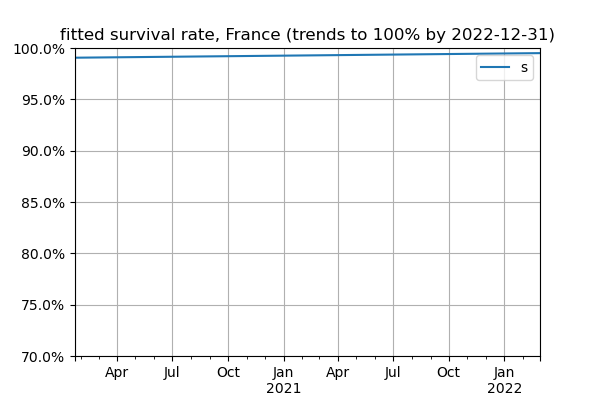 fitted survival rate, France (trends to 100% by 2022-12-31)
100.0%
s
95.0%
90.0%
85.0%
80.0%
75.0%
70.0%
Apr Jul Oct Jan Apr Jul Oct Jan
2021 2022